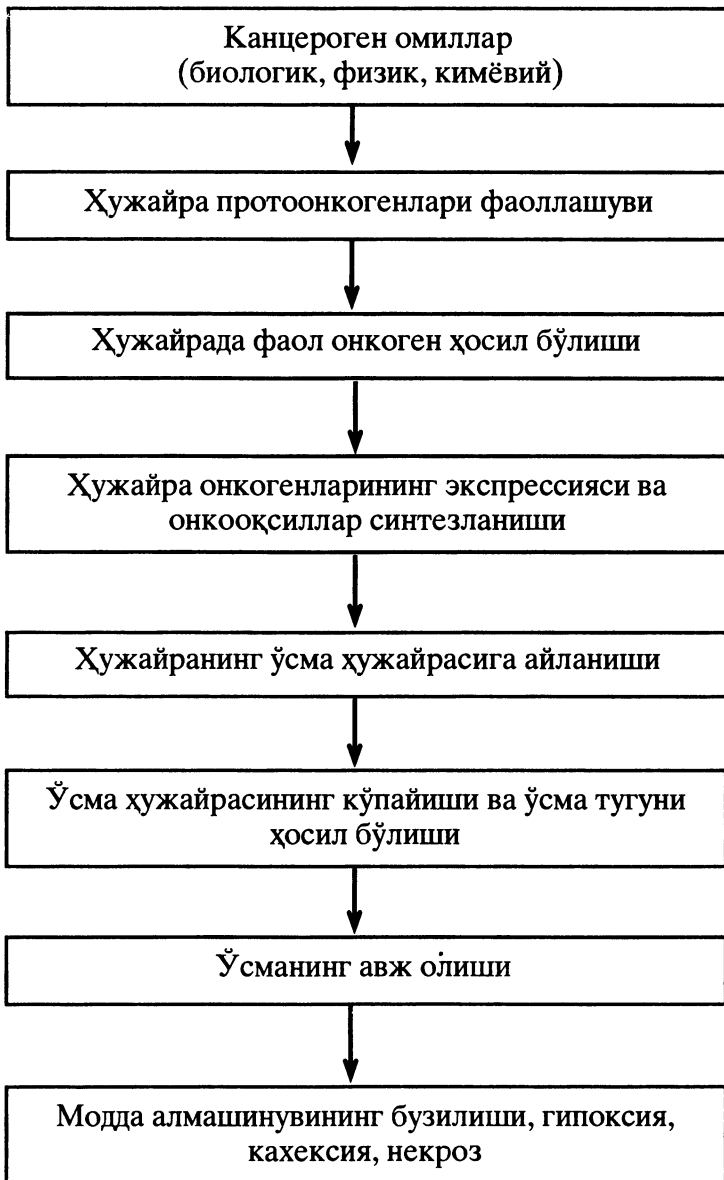 Канцероген омиллар
(биологик, физик, кимёвий)
Ҳужайра протоонкогенлари фаоллашуви
Ҳужайрада фаол онкоген ҳосил бўлиши
Ҳужайра онкогенларининг экспрессияси ва
онкооқсиллар синтезланиши
Ҳужайранинг ўсма ҳужайрасига айланиши
Ўсма ҳужайрасининг кўпайиши ва ўсма тугуни
ҳосил бўлиши
Ўсманинг авж олиши
Модда алмашинувининг бузилиши, гипоксия,
кахексия, некроз